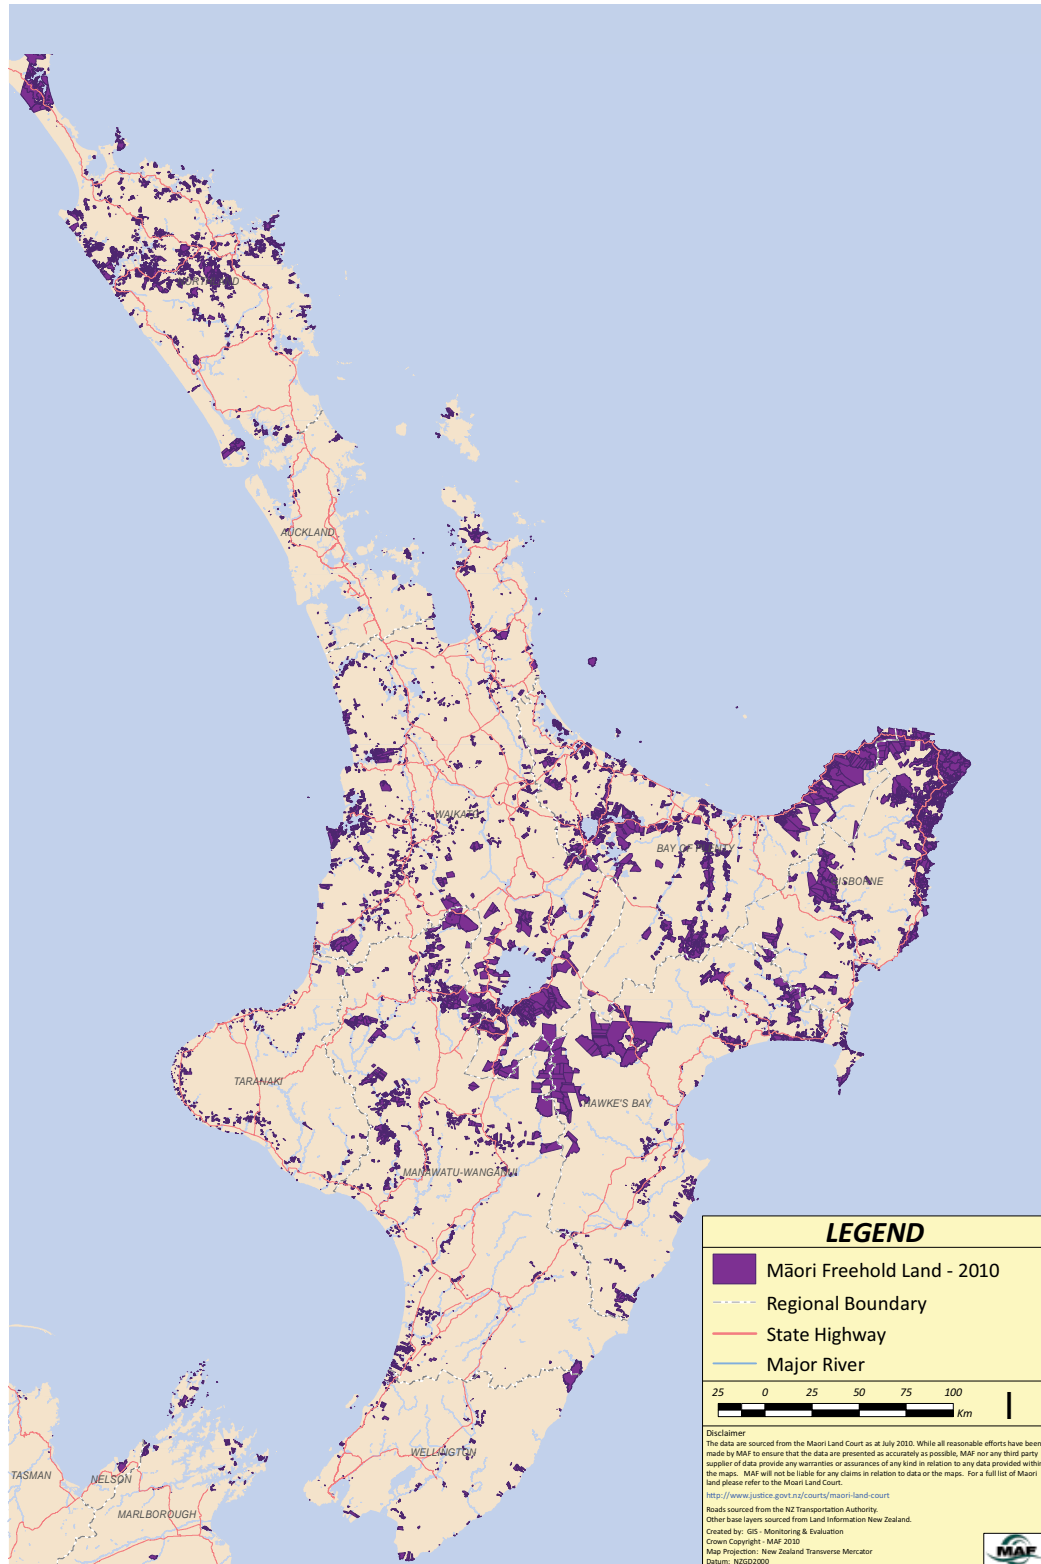 NORTHLAND
AUCKLAND
WAIKATO
BAY OF PLENTY
GISBORNE
TARANAKI
HAWKE'S BAY
MANAWATU-WANGANUI
WELLINGTON
TASMAN
NELSON
MARLBOROUGH
LEGEND
Māori Freehold Land - 2010
Regional Boundary
State Highway
Major River
25 0 25 50 75 100
Km
Disclaimer
The data are sourced from the Maori Land Court as at July 2010. While all reasonable efforts have been
made by MAF to ensure that the data are presented as accurately as possible, MAF nor any third party
supplier of data provide any warranties or assurances of any kind in relation to any data provided within
the maps. MAF will not be liable for any claims in relation to data or the maps. For a full list of Maori
land please refer to the Maori Land Court.
http://www.justice.govt.nz/courts/maori-land-court
Roads sourced from the NZ Transportation Authority.
Other base layers sourced from Land Information New Zealand.
Created by: GIS - Monitoring & Evaluation
Crown Copyright - MAF 2010
Map Projection: New Zealand Transverse Mercator
Datum: NZGD2000
MAF